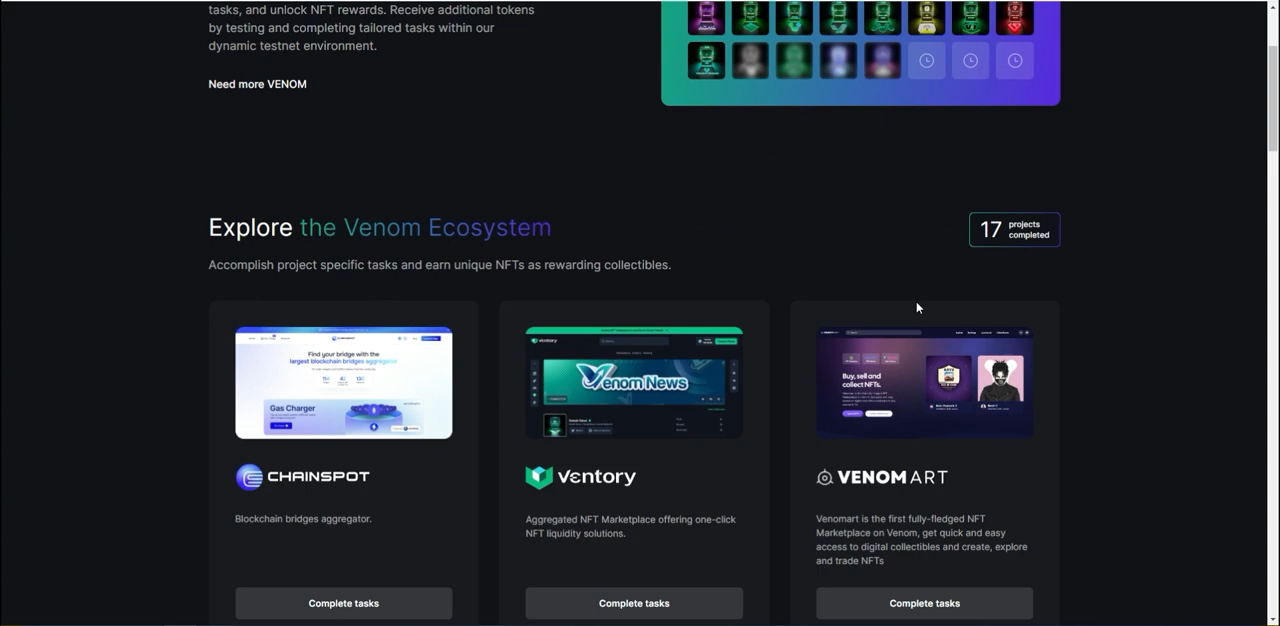 tasks, and unlock NFT rewards. Receive additional tokens
by testing and completing tailored tasks within our
dynamic testnet environment.
Need more VENOM
Explore the Venom Ecosystem
17 projects completed
Accomplish project specific tasks and earn unique NFTs as rewarding collectibles.
Find your bridge with the
largest blockchain bridges aggregator
Gas Charger
CHAINSPOT
Blockchain bridges aggregator.
Complete tasks
Ventory
Venom News
Ventory
Aggregated NFT Marketplace offering one-click
NFT liquidity solutions.
Complete tasks
Buy, sell and
collect NFTs.
VENOMART
Venomart is the first fully-fledged NFT
Marketplace on Venom, get quick and easy
access to digital collectibles and create, explore
and trade NFTs
Complete tasks